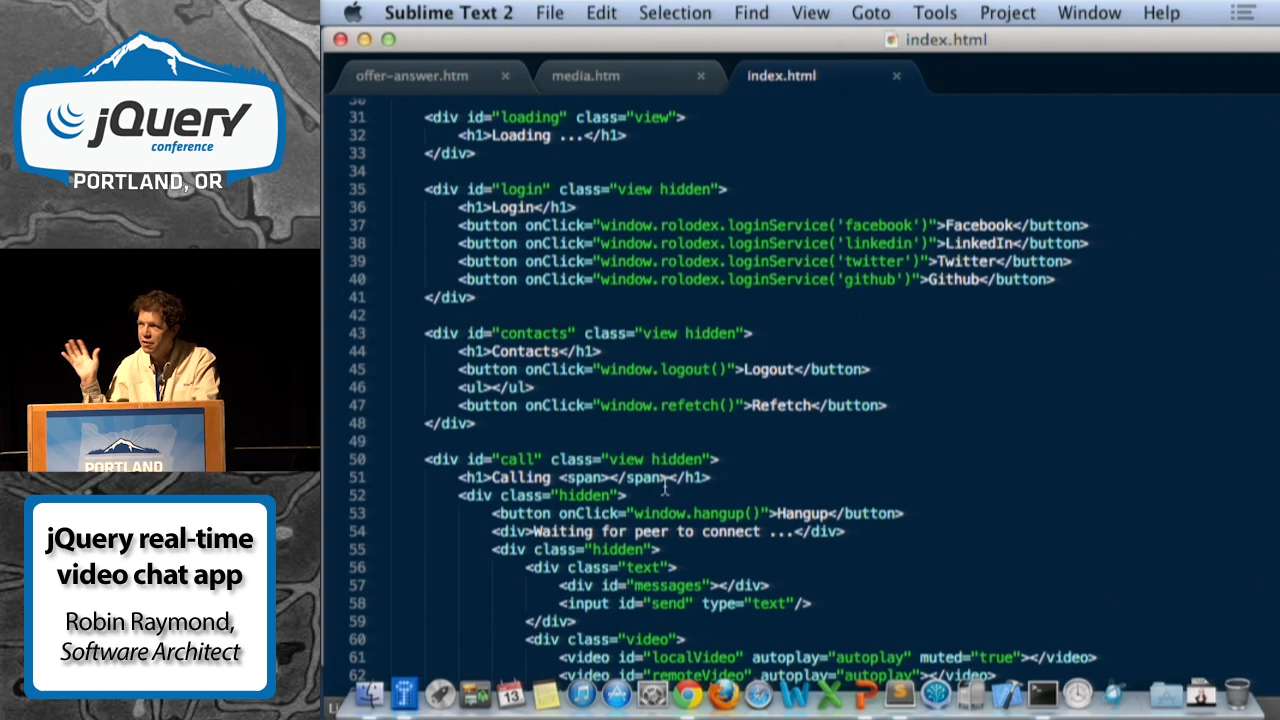 jQuery
conference
PORTLAND, OR
PORTLAND
jQuery real-time
video chat app
Robin Raymond,
Software Architect
Sublime Text 2 File Edit Selection Find View Goto Tools Project Window Help
index.html
offer-answer.htm × media.htm × index.html ×
30
31 <div id="loading" class="view">
32 <h1>Loading ...</h1>
33 </div>
34
35 <div id="login" class="view hidden">
36 <h1>Login</h1>
37 <button onClick="window.rolodex.loginService('facebook')">Facebook</button>
38 <button onClick="window.rolodex.loginService('linkedin')">LinkedIn</button>
39 <button onClick="window.rolodex.loginService('twitter')">Twitter</button>
40 <button onClick="window.rolodex.loginService('github')">Github</button>
41 </div>
42
43 <div id="contacts" class="view hidden">
44 <h1>Contacts</h1>
45 <button onClick="window.logout()">Logout</button>
46 <ul></ul>
47 <button onClick="window.refetch()">Refetch</button>
48 </div>
49
50 <div id="call" class="view hidden">
51 <h1>Calling <span></span></h1>
52 <div class="hidden">
53 <button onClick="window.hangup()">Hangup</button>
54 <div>Waiting for peer to connect ...</div>
55 <div class="hidden">
56 <div class="text">
57 <div id="messages"></div>
58 <input id="send" type="text"/>
59 </div>
60 <div class="video">
61 <video id="localVideo" autoplay="autoplay" muted="true"></video>
62 <video id="remoteVideo" autoplay="autoplay"></video>
13